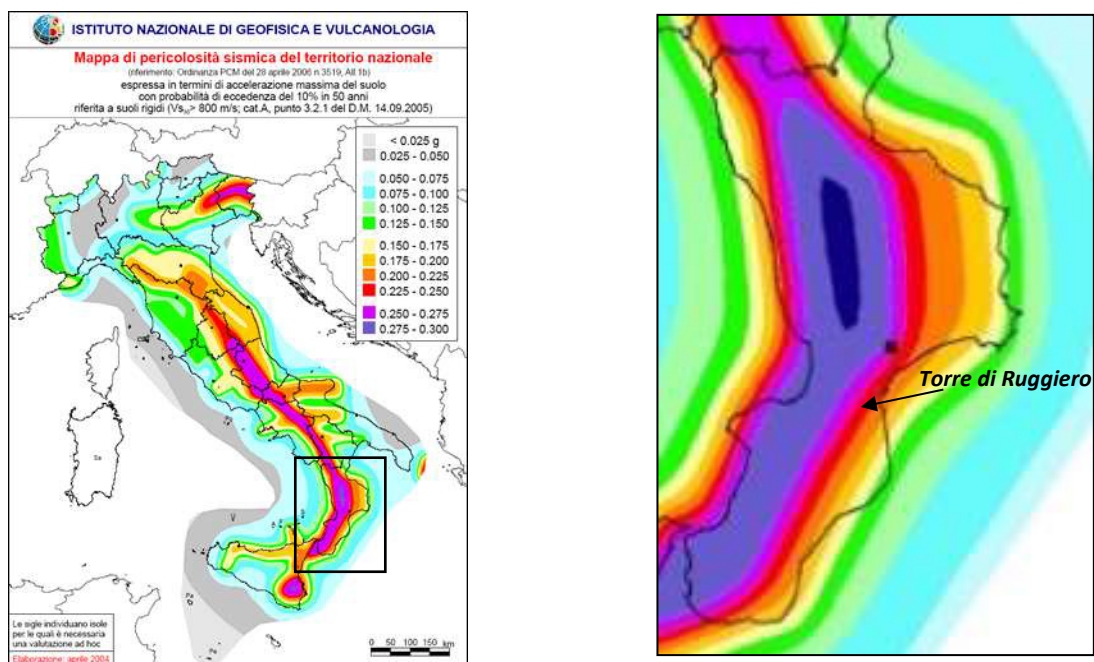 ISTITUTO NAZIONALE DI GEOFISICA E VULCANOLOGIA
Mappa di pericolosità sismica del territorio nazionale
(riferimento: Ordinanza PCM del 28 aprile 2006 n.3519, All.1b)
espressa in termini di accelerazione massima del suolo
con probabilità di eccedenza del 10% in 50 anni
riferita a suoli rigidi (Vs₃₀> 800 m/s; cat.A, punto 3.2.1 del D.M. 14.09.2005)
< 0.025 g
0.025 - 0.050
0.050 - 0.075
0.075 - 0.100
0.100 - 0.125
0.125 - 0.150
0.150 - 0.175
0.175 - 0.200
0.200 - 0.225
0.225 - 0.250
0.250 - 0.275
0.275 - 0.300
Le sigle individuano isole
per le quali è necessaria
una valutazione ad hoc
Elaborazione: aprile 2004
0 50 100 150 km
Torre di Ruggiero